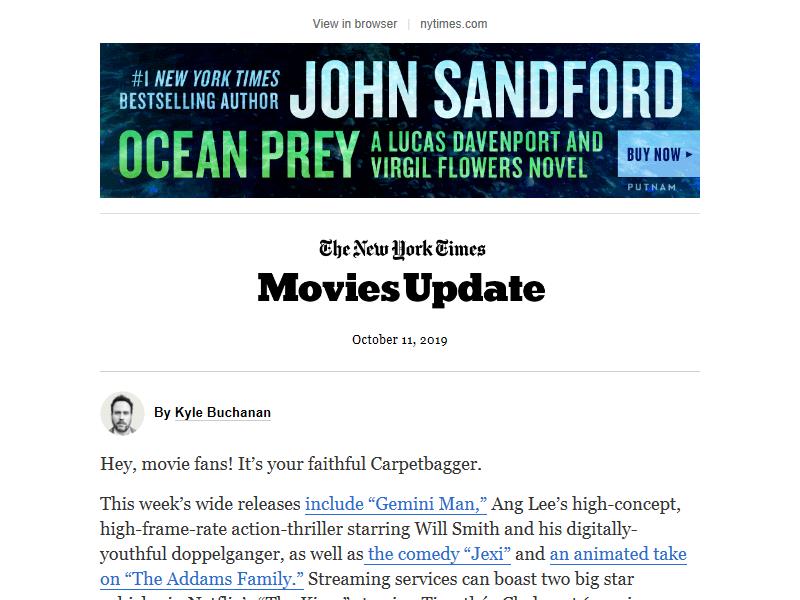 View in browser | nytimes.com
#1 NEW YORK TIMES
BESTSELLING AUTHOR
JOHN SANDFORD
OCEAN PREY
A LUCAS DAVENPORT AND
VIRGIL FLOWERS NOVEL
BUY NOW ▸
PUTNAM
The New York Times
Movies Update
October 11, 2019
By Kyle Buchanan
Hey, movie fans! It’s your faithful Carpetbagger.
This week’s wide releases include “Gemini Man,” Ang Lee’s high-concept,
high-frame-rate action-thriller starring Will Smith and his digitally-
youthful doppelganger, as well as the comedy “Jexi” and an animated take
on “The Addams Family.” Streaming services can boast two big star